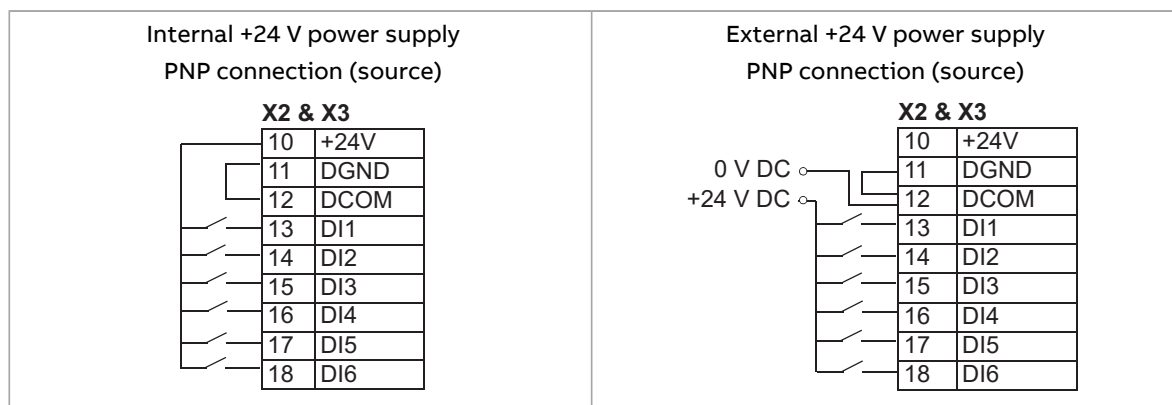 Internal +24 V power supply
PNP connection (source)
X2 & X3
10 +24V
11 DGND
12 DCOM
13 DI1
14 DI2
15 DI3
16 DI4
17 DI5
18 DI6
External +24 V power supply
PNP connection (source)
X2 & X3
10 +24V
0 V DC 11 DGND
+24 V DC 12 DCOM
13 DI1
14 DI2
15 DI3
16 DI4
17 DI5
18 DI6